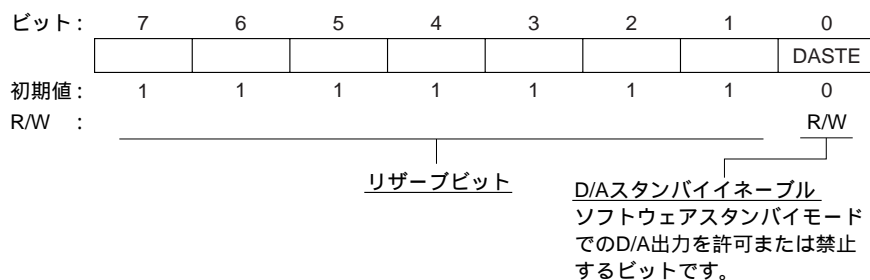 ビット: 7 6 5 4 3 2 1 0
DASTE
初期値: 1 1 1 1 1 1 1 0
R/W : R/W
リザーブビット
D/Aスタンバイイネーブル
ソフトウェアスタンバイモード
でのD/A出力を許可または禁止
するビットです。